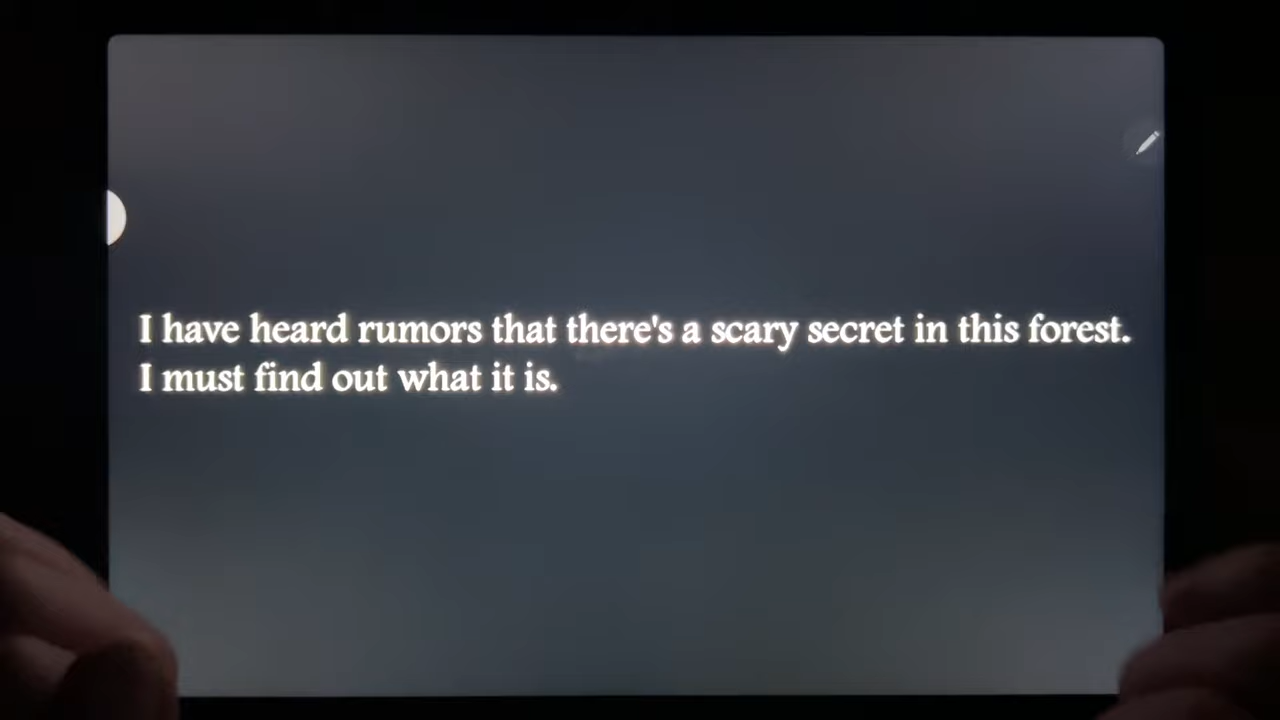 I have heard rumors that there's a scary secret in this forest.
I must find out what it is.